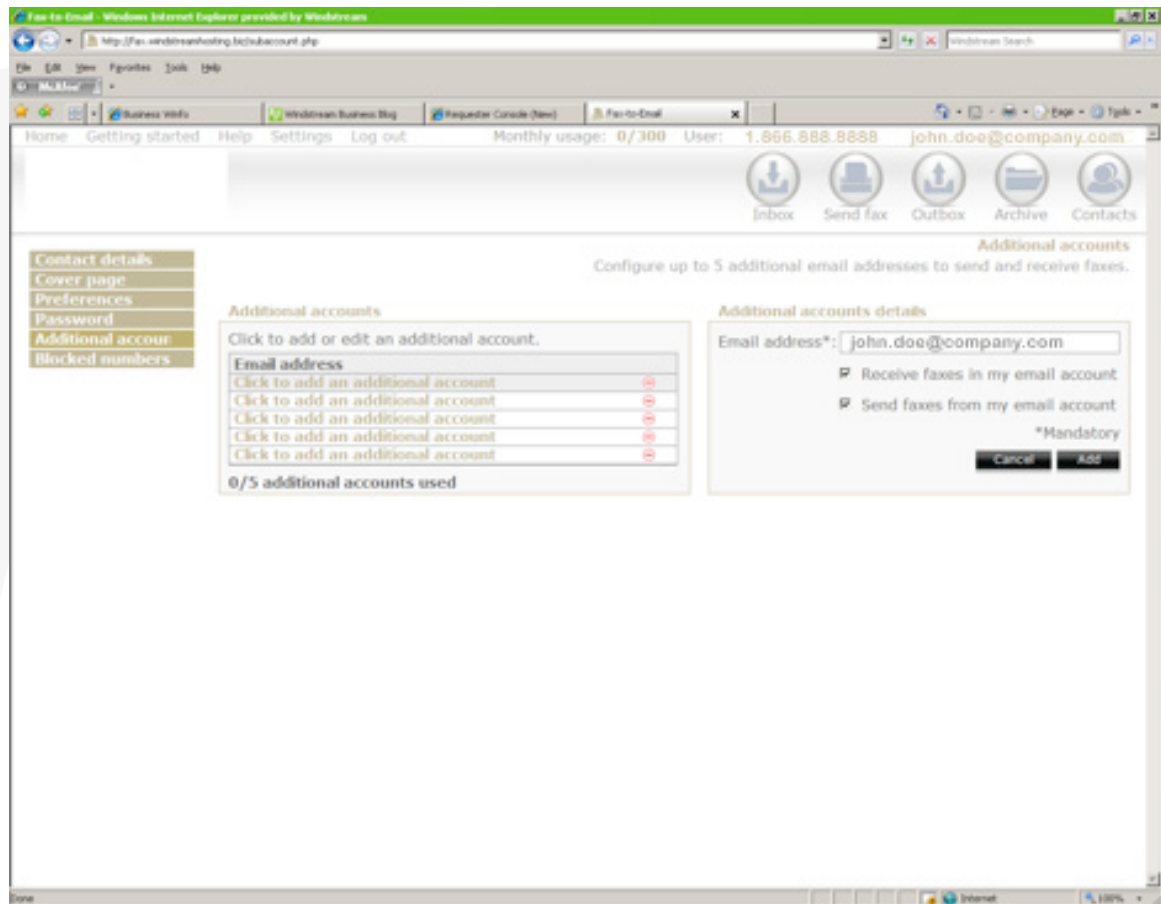 Fax-to-Email - Windows Internet Explorer provided by Windstream
http://fax.windstreamhosting.biz/subaccount.php
Windstream Search
File Edit View Favorites Tools Help
McAfee
Business WInfo
Windstream Business Blog
Requester Console (New)
Fax-to-Email
Page
Tools
Home Getting started Help Settings Log out Monthly usage: 0/300 User: 1.866.888.8888 john.doe@company.com
Inbox Send fax Outbox Archive Contacts
Additional accounts
Configure up to 5 additional email addresses to send and receive faxes.
Contact details
Cover page
Preferences
Password
Additional accoun
Blocked numbers
Additional accounts
Click to add or edit an additional account.
Email address
Click to add an additional account
Click to add an additional account
Click to add an additional account
Click to add an additional account
Click to add an additional account
0/5 additional accounts used
Additional accounts details
Email address*: john.doe@company.com
Receive faxes in my email account
Send faxes from my email account
*Mandatory
Cancel Add
Done
Internet
100%